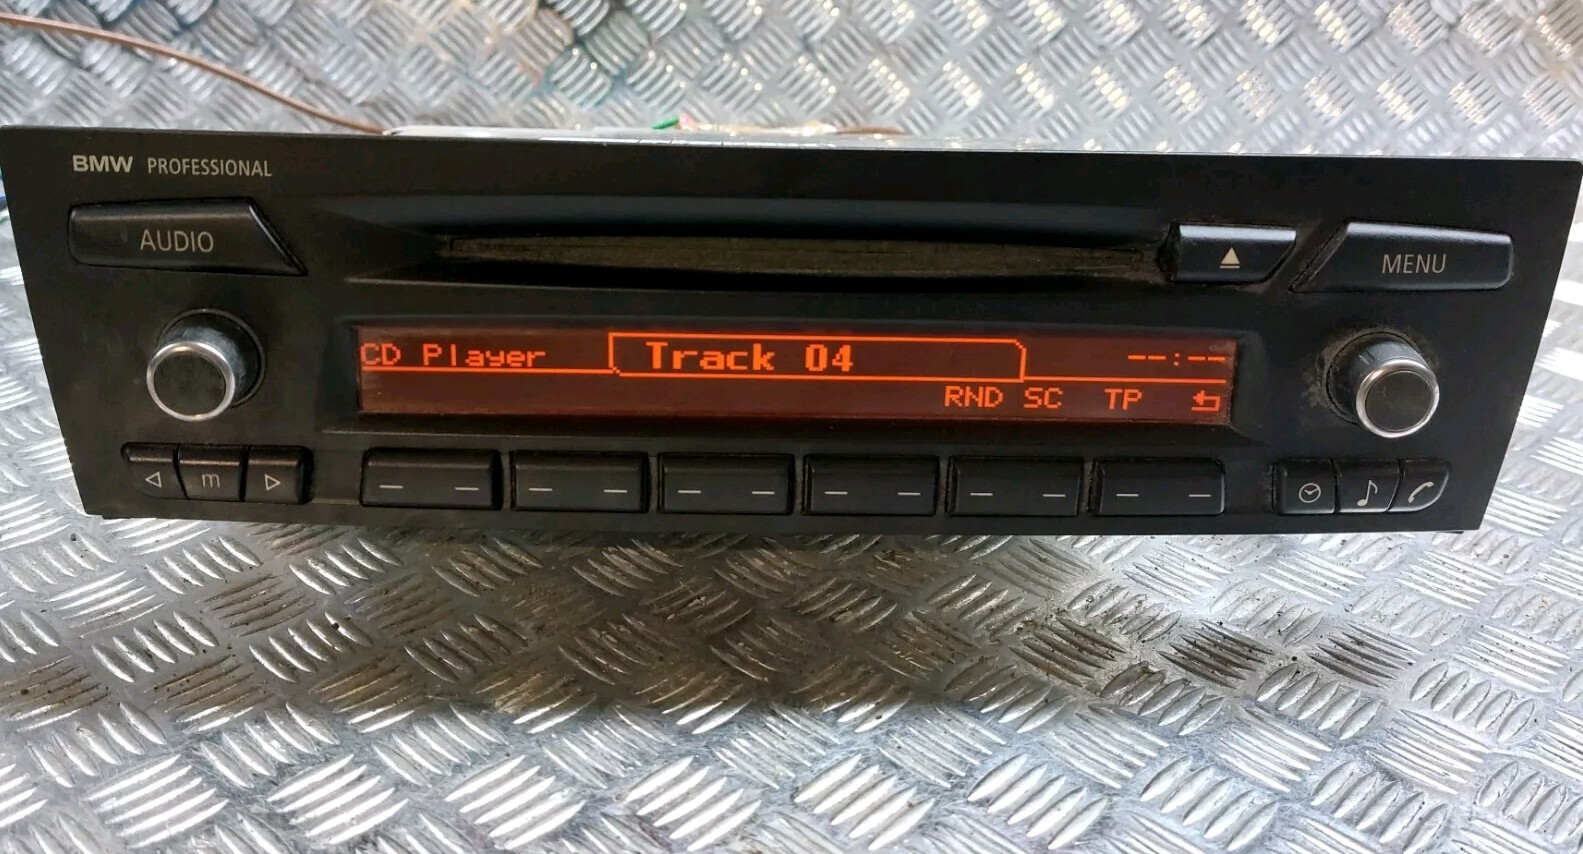 BMW PROFESSIONAL
AUDIO
MENU
CD Player Track 04 --:--
RND SC TP
m